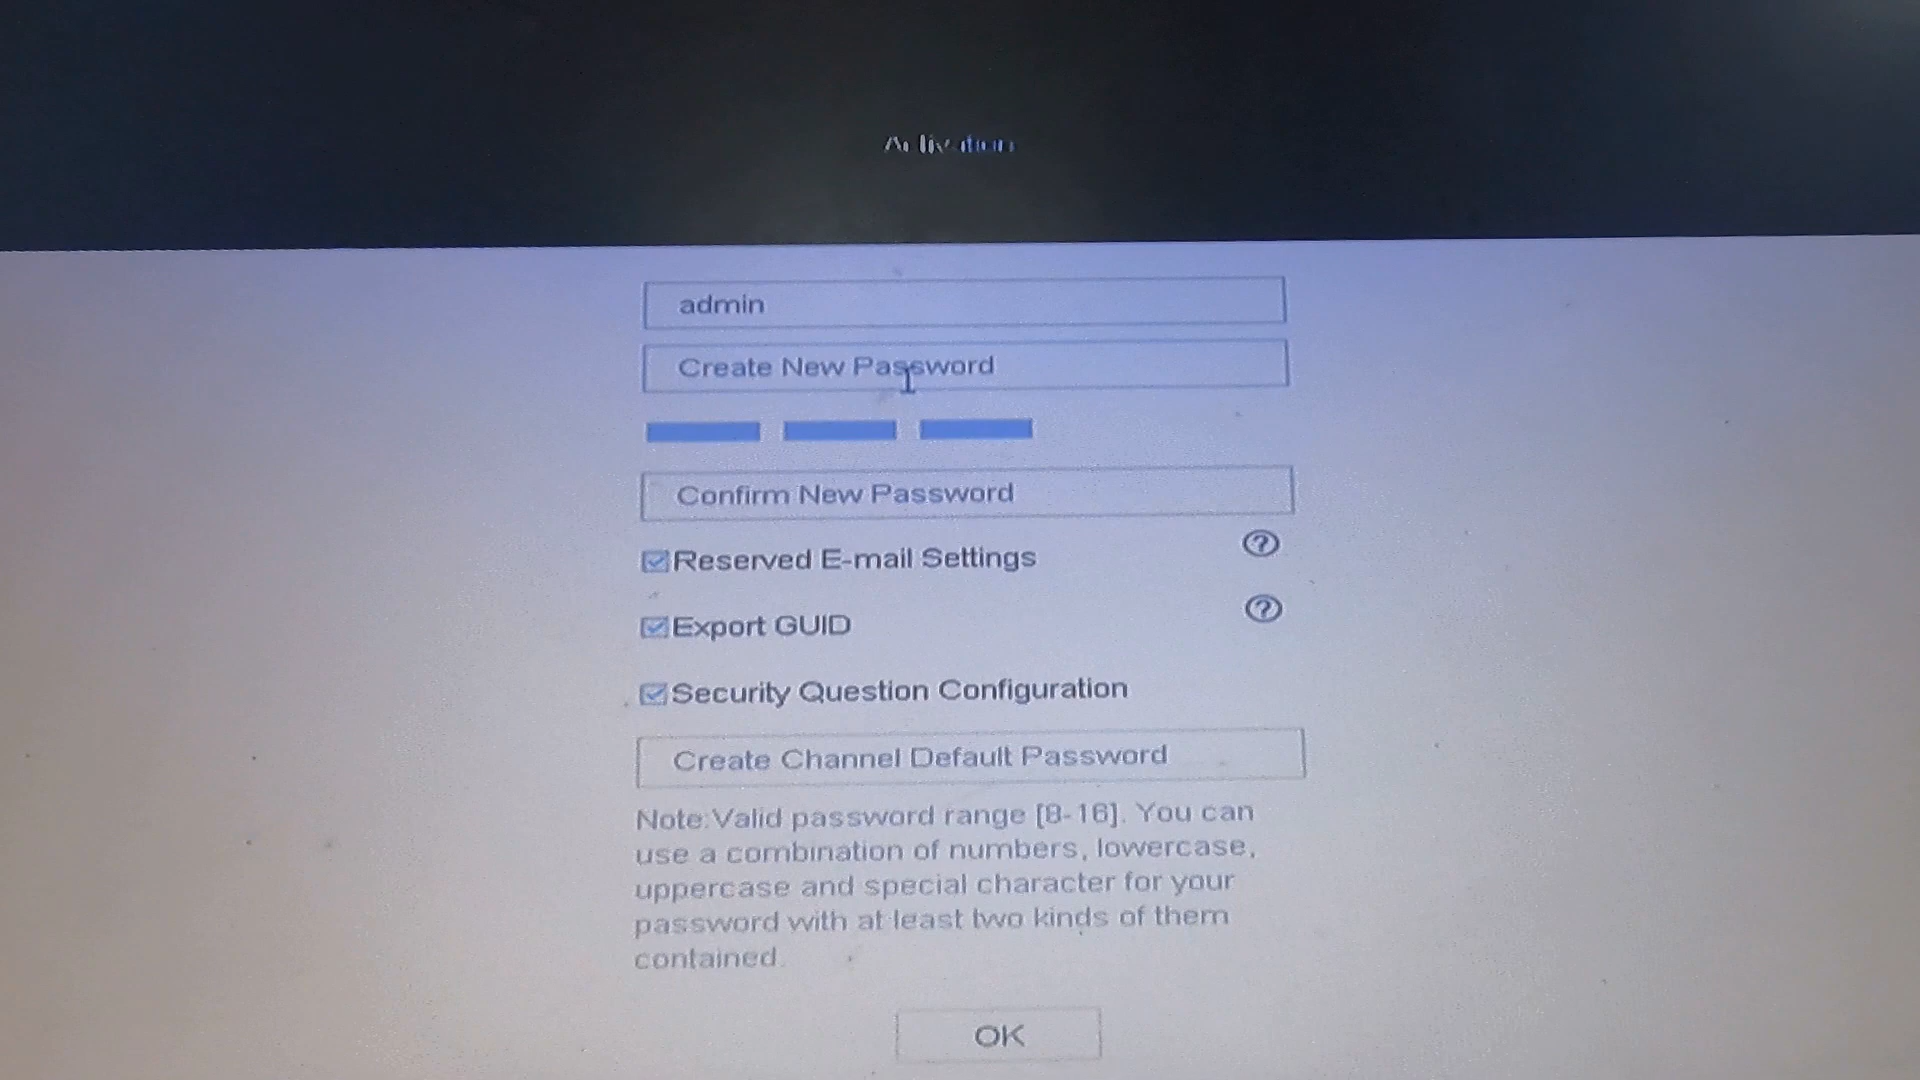 Activation
admin
Create New Password
Confirm New Password
Reserved E-mail Settings
?
Export GUID
?
Security Question Configuration
Create Channel Default Password
Note:Valid password range [8-16]. You can
use a combination of numbers, lowercase,
uppercase and special character for your
password with at least two kinds of them
contained.
OK